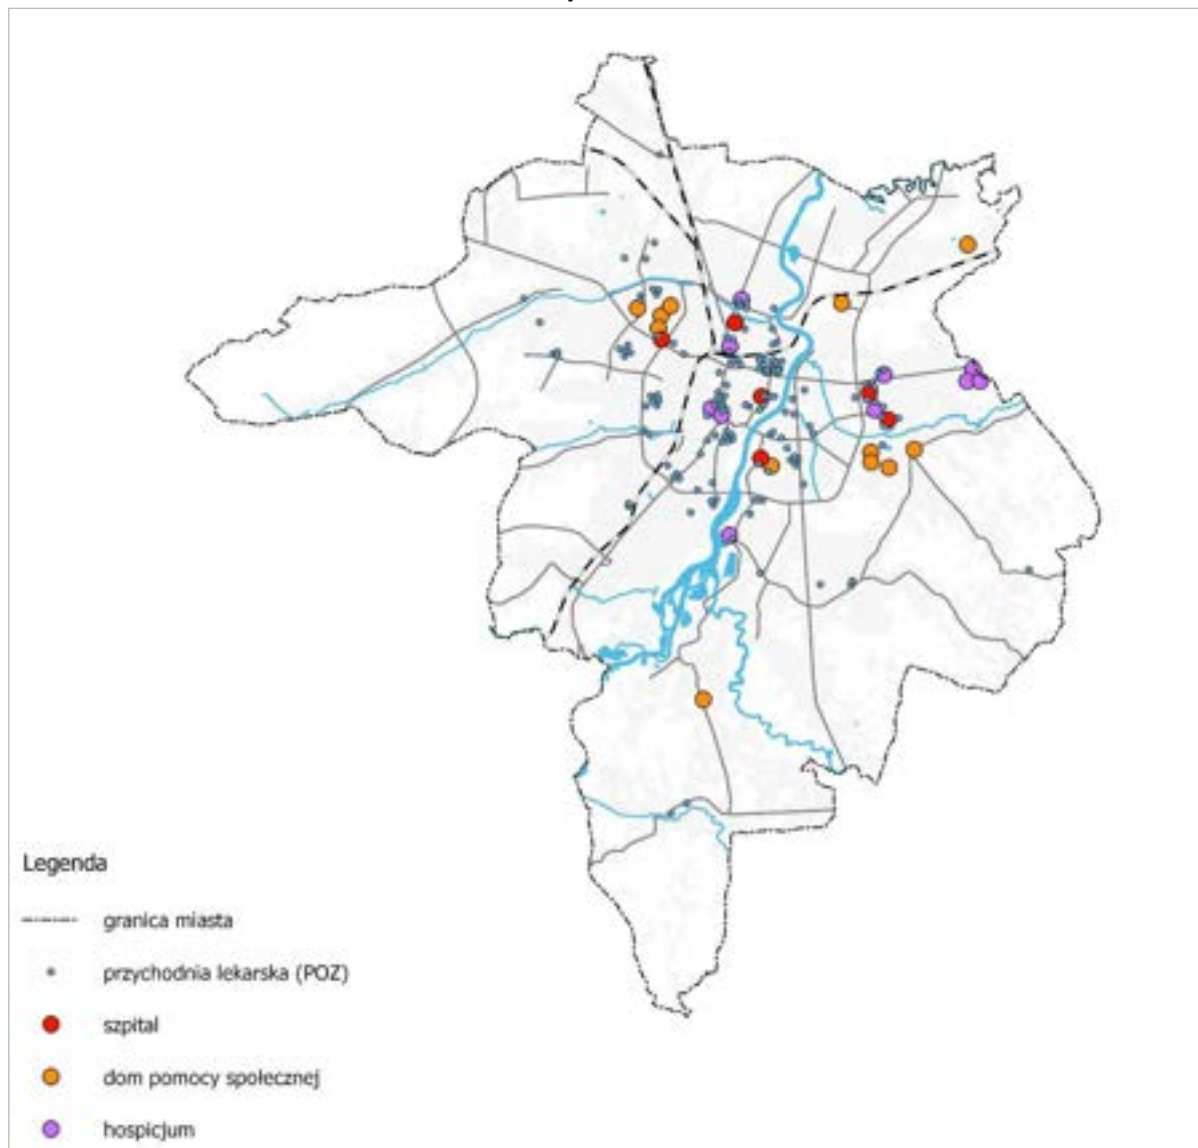 Legenda
granica miasta
przychodnia lekarska (POZ)
szpital
dom pomocy społecznej
hospicjum